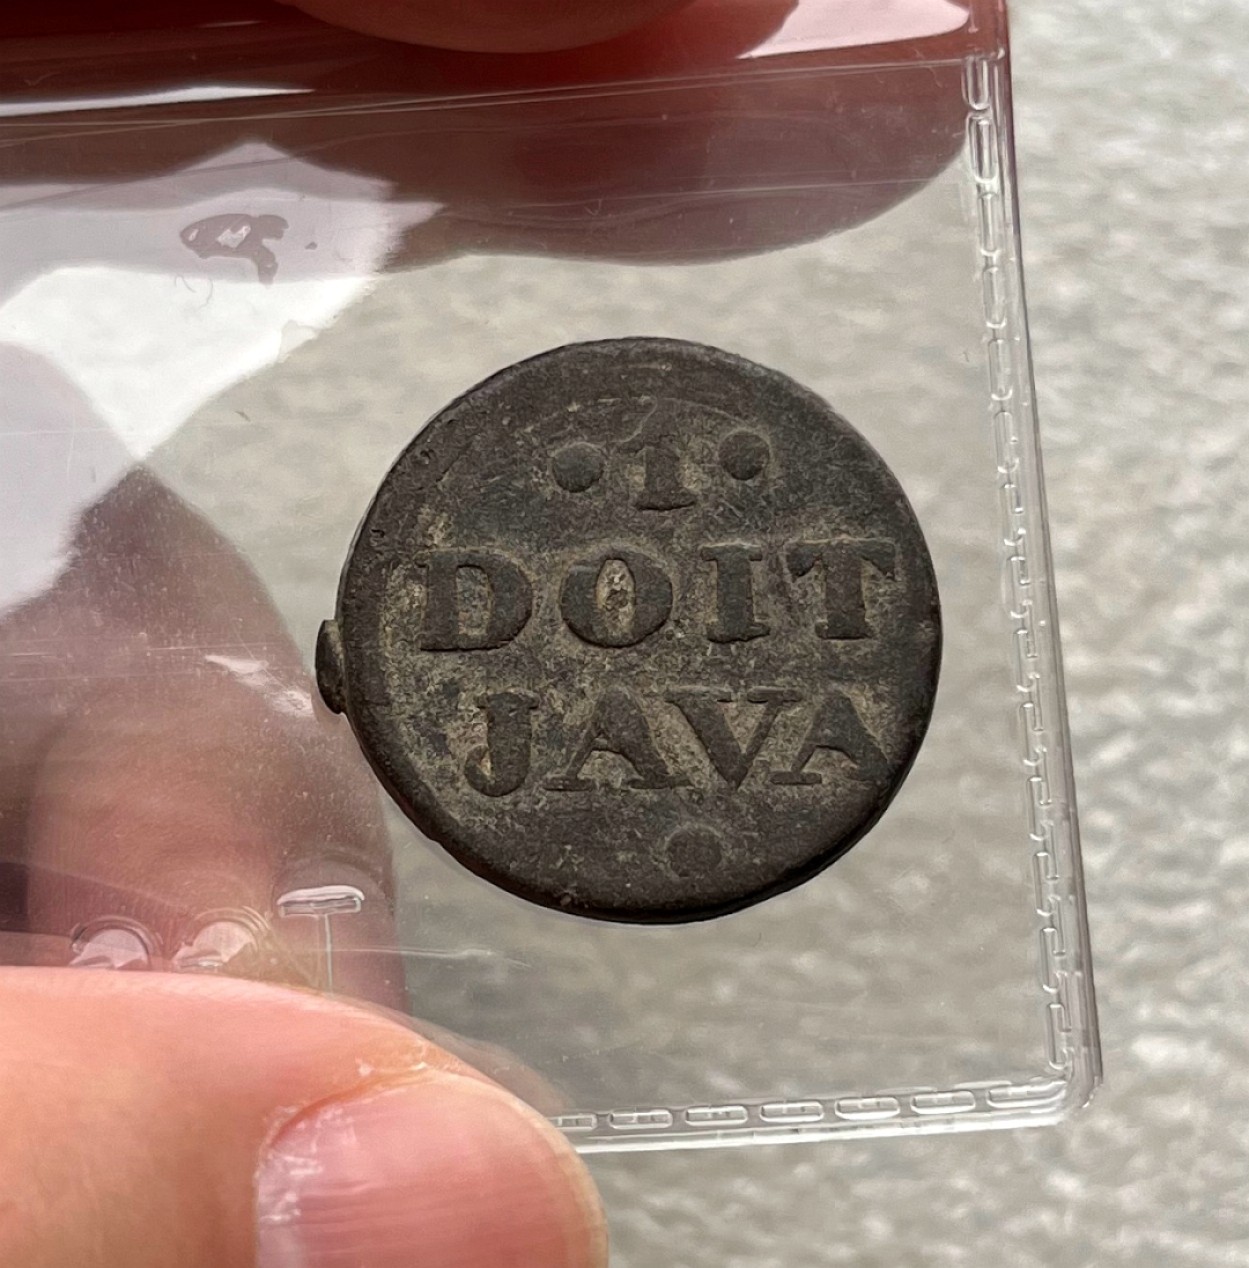 • 1 •
DOIT
JAVA
•